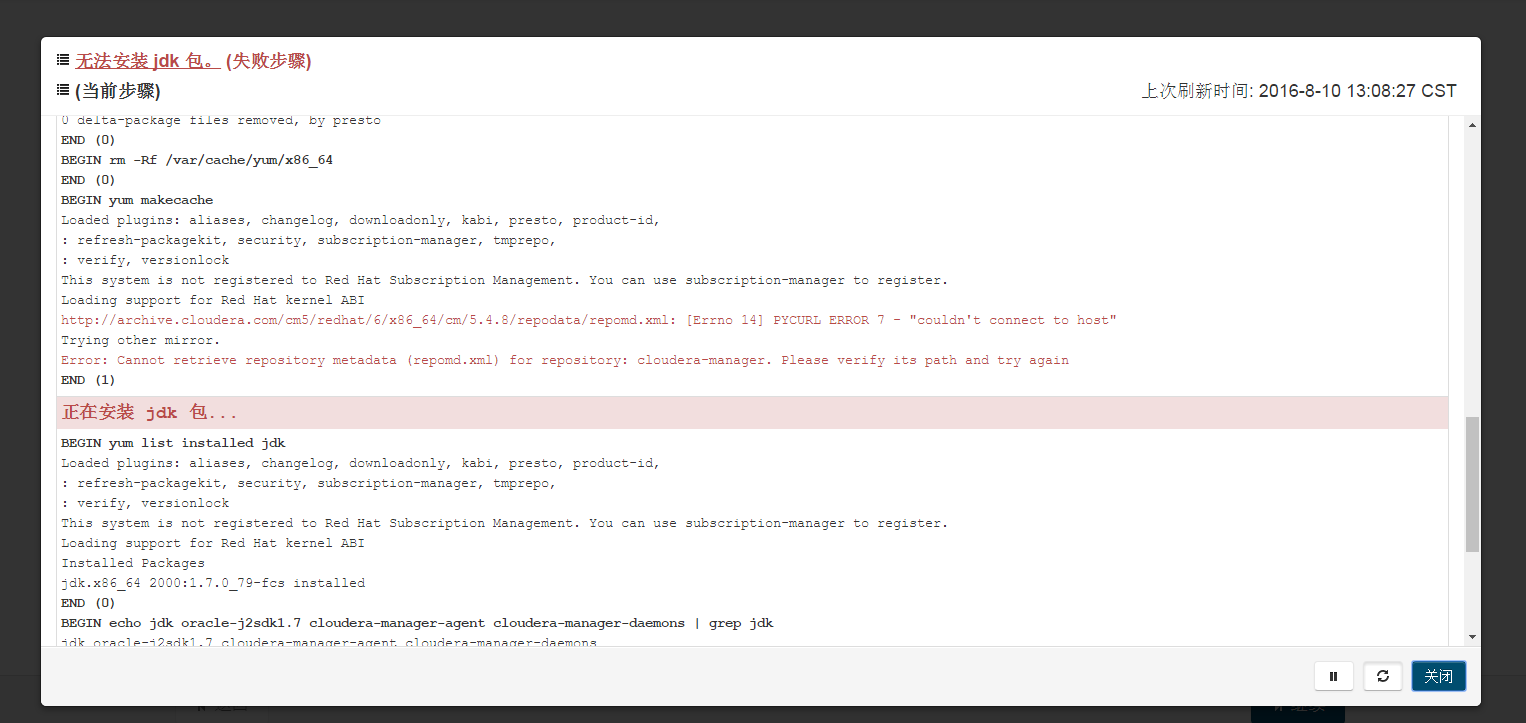 无法安装 jdk 包。 (失败步骤)
(当前步骤)
上次刷新时间: 2016-8-10 13:08:27 CST
0 delta-package files removed, by presto
END (0)
BEGIN rm -Rf /var/cache/yum/x86_64
END (0)
BEGIN yum makecache
Loaded plugins: aliases, changelog, downloadonly, kabi, presto, product-id,
: refresh-packagekit, security, subscription-manager, tmprepo,
: verify, versionlock
This system is not registered to Red Hat Subscription Management. You can use subscription-manager to register.
Loading support for Red Hat kernel ABI
http://archive.cloudera.com/cm5/redhat/6/x86_64/cm/5.4.8/repodata/repomd.xml: [Errno 14] PYCURL ERROR 7 - "couldn't connect to host"
Trying other mirror.
Error: Cannot retrieve repository metadata (repomd.xml) for repository: cloudera-manager. Please verify its path and try again
END (1)
正在安装 jdk 包...
BEGIN yum list installed jdk
Loaded plugins: aliases, changelog, downloadonly, kabi, presto, product-id,
: refresh-packagekit, security, subscription-manager, tmprepo,
: verify, versionlock
This system is not registered to Red Hat Subscription Management. You can use subscription-manager to register.
Loading support for Red Hat kernel ABI
Installed Packages
jdk.x86_64 2000:1.7.0_79-fcs installed
END (0)
BEGIN echo jdk oracle-j2sdk1.7 cloudera-manager-agent cloudera-manager-daemons | grep jdk
jdk oracle-j2sdk1.7 cloudera-manager-agent cloudera-manager-daemons
关闭